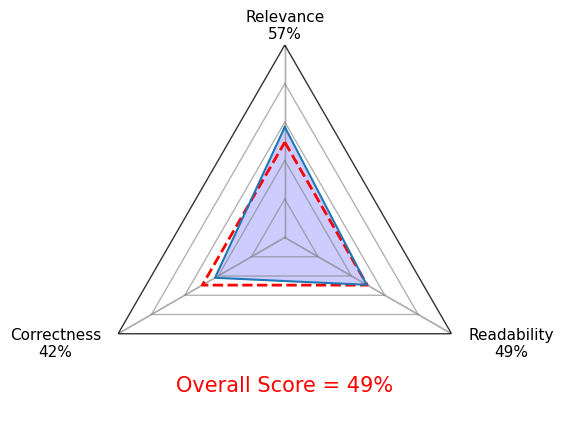 Relevance
57%
Correctness
42%
Readability
49%
Overall Score = 49%